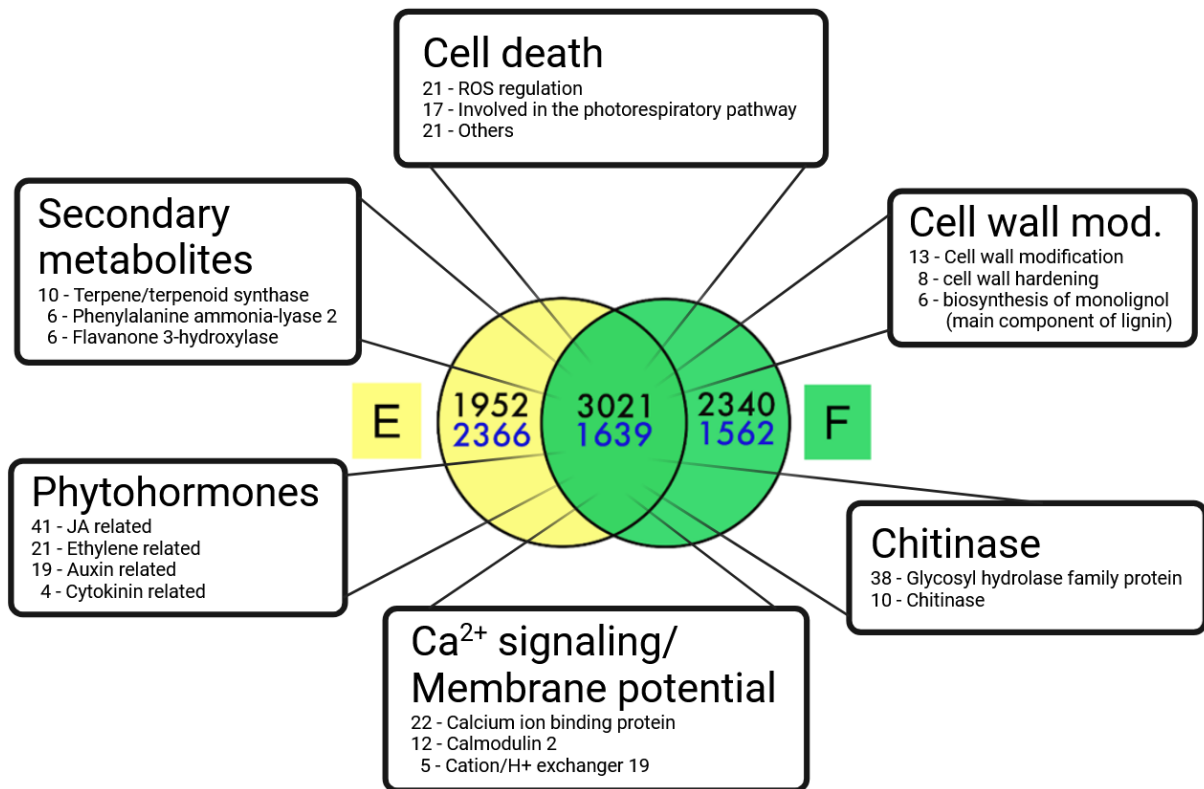 Cell death
21 - ROS regulation
17 - Involved in the photorespiratory pathway
21 - Others
Secondary
metabolites
10 - Terpene/terpenoid synthase
6 - Phenylalanine ammonia-lyase 2
6 - Flavanone 3-hydroxylase
Cell wall mod.
13 - Cell wall modification
8 - cell wall hardening
6 - biosynthesis of monolignol
(main component of lignin)
E
1952
2366
3021
1639
2340
1562
F
Phytohormones
41 - JA related
21 - Ethylene related
19 - Auxin related
4 - Cytokinin related
Chitinase
38 - Glycosyl hydrolase family protein
10 - Chitinase
Ca²⁺ signaling/
Membrane potential
22 - Calcium ion binding protein
12 - Calmodulin 2
5 - Cation/H+ exchanger 19